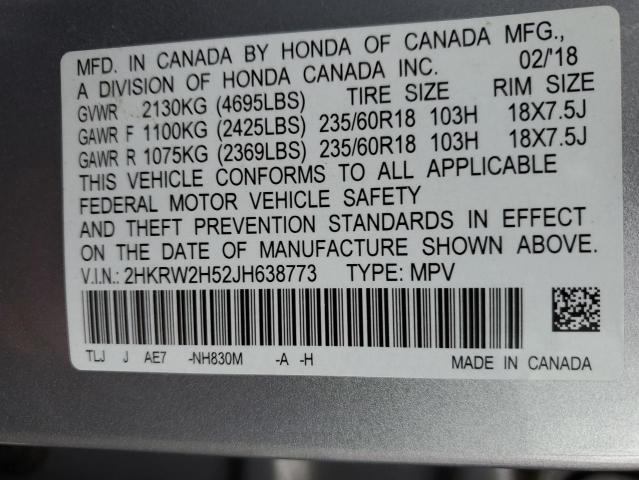 MFD. IN CANADA BY HONDA OF CANADA MFG.,
A DIVISION OF HONDA CANADA INC. 02/'18
GVWR 2130KG (4695LBS) TIRE SIZE RIM SIZE
GAWR F 1100KG (2425LBS) 235/60R18 103H 18X7.5J
GAWR R 1075KG (2369LBS) 235/60R18 103H 18X7.5J
THIS VEHICLE CONFORMS TO ALL APPLICABLE
FEDERAL MOTOR VEHICLE SAFETY
AND THEFT PREVENTION STANDARDS IN EFFECT
ON THE DATE OF MANUFACTURE SHOWN ABOVE.
V.I.N.: 2HKRW2H52JH638773 TYPE: MPV
TLJ J AE7 -NH830M -A -H MADE IN CANADA